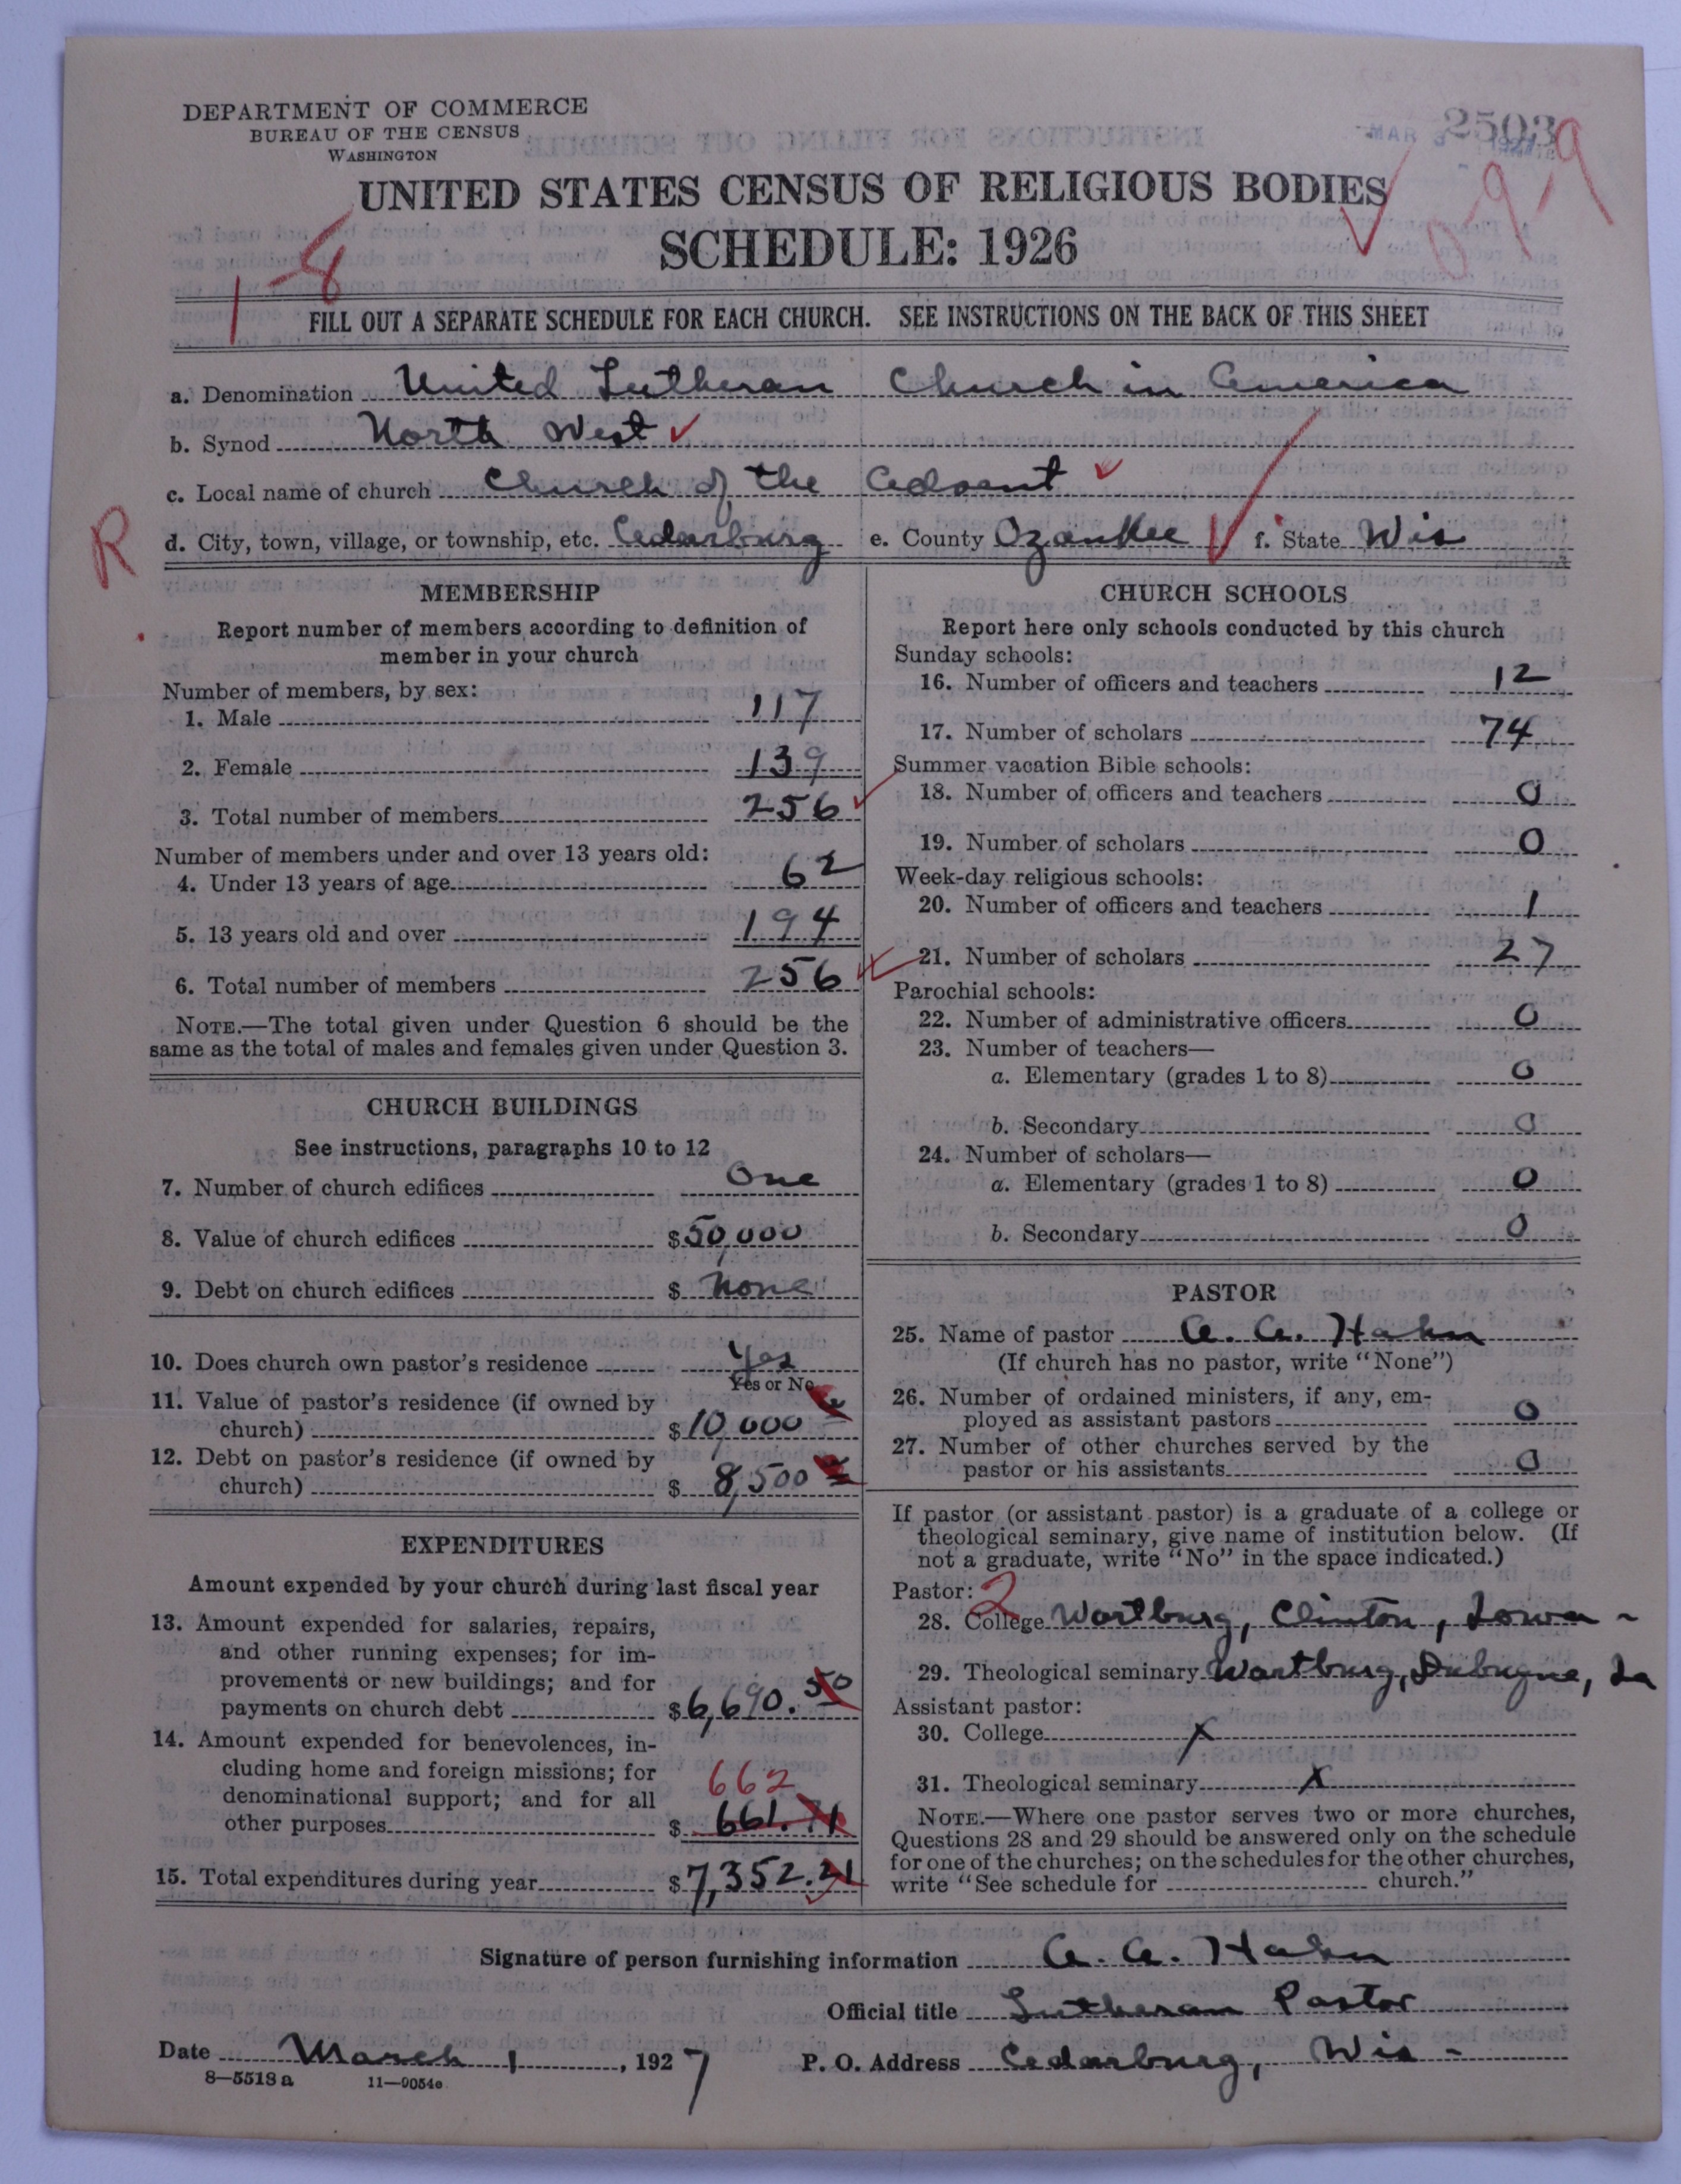 DEPARTMENT OF COMMERCE
BUREAU OF THE CENSUS
WASHINGTON
2503
MAR 3
UNITED STATES CENSUS OF RELIGIOUS BODIES
SCHEDULE: 1926
1-8
9-9
FILL OUT A SEPARATE SCHEDULE FOR EACH CHURCH. SEE INSTRUCTIONS ON THE BACK OF THIS SHEET
a. Denomination United Lutheran Church in America
b. Synod North West
c. Local name of church Church of the Advent
R
d. City, town, village, or township, etc. Cedarburg e. County Ozaukee f. State Wis
MEMBERSHIP
Report number of members according to definition of
member in your church
Number of members, by sex:
1. Male 117
2. Female 139
3. Total number of members 256
Number of members under and over 13 years old:
4. Under 13 years of age 62
5. 13 years old and over 194
6. Total number of members 256
NOTE.—The total given under Question 6 should be the
same as the total of males and females given under Question 3.
CHURCH BUILDINGS
See instructions, paragraphs 10 to 12
7. Number of church edifices One
8. Value of church edifices $50,000
9. Debt on church edifices $ None
10. Does church own pastor's residence Yes
Yes or No
11. Value of pastor's residence (if owned by
church) $10,000
12. Debt on pastor's residence (if owned by
church) $ 8,500
EXPENDITURES
Amount expended by your church during last fiscal year
13. Amount expended for salaries, repairs,
and other running expenses; for im-
provements or new buildings; and for
payments on church debt $6,690.50
14. Amount expended for benevolences, in-
cluding home and foreign missions; for
denominational support; and for all
662
other purposes $ 661.71
15. Total expenditures during year $7,352.21
CHURCH SCHOOLS
Report here only schools conducted by this church
Sunday schools:
16. Number of officers and teachers 12
17. Number of scholars 74
Summer vacation Bible schools:
18. Number of officers and teachers 0
19. Number of scholars 0
Week-day religious schools:
20. Number of officers and teachers 1
21. Number of scholars 27
Parochial schools:
22. Number of administrative officers 0
23. Number of teachers—
a. Elementary (grades 1 to 8) 0
b. Secondary 0
24. Number of scholars—
a. Elementary (grades 1 to 8) 0
b. Secondary 0
PASTOR
25. Name of pastor A. A. Hahn
(If church has no pastor, write "None")
26. Number of ordained ministers, if any, em-
ployed as assistant pastors 0
27. Number of other churches served by the
pastor or his assistants 0
If pastor (or assistant pastor) is a graduate of a college or
theological seminary, give name of institution below. (If
not a graduate, write "No" in the space indicated.)
Pastor: 2
28. College Wartburg, Clinton, Iowa -
29. Theological seminary Wartburg, Dubuque, Ia
Assistant pastor:
30. College x
31. Theological seminary x
NOTE.—Where one pastor serves two or more churches,
Questions 28 and 29 should be answered only on the schedule
for one of the churches; on the schedules for the other churches,
write "See schedule for church."
Signature of person furnishing information A. A. Hahn
Official title Lutheran Pastor
Date March 1, 1927 P. O. Address Cedarburg, Wis -
8—5518 a 11—9054